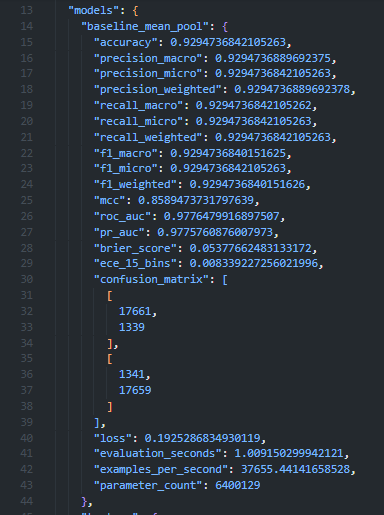 13 "models": {
14 "baseline_mean_pool": {
15 "accuracy": 0.9294736842105263,
16 "precision_macro": 0.9294736889692375,
17 "precision_micro": 0.9294736842105263,
18 "precision_weighted": 0.9294736889692378,
19 "recall_macro": 0.9294736842105262,
20 "recall_micro": 0.9294736842105263,
21 "recall_weighted": 0.9294736842105263,
22 "f1_macro": 0.9294736840151625,
23 "f1_micro": 0.9294736842105263,
24 "f1_weighted": 0.9294736840151626,
25 "mcc": 0.8589473731797639,
26 "roc_auc": 0.9776479916897507,
27 "pr_auc": 0.9775760876007973,
28 "brier_score": 0.05377662483133172,
29 "ece_15_bins": 0.008339227256021996,
30 "confusion_matrix": [
31 [
32 17661,
33 1339
34 ],
35 [
36 1341,
37 17659
38 ]
39 ],
40 "loss": 0.1925286834930119,
41 "evaluation_seconds": 1.009150299942121,
42 "examples_per_second": 37655.44141658528,
43 "parameter_count": 6400129
44 },